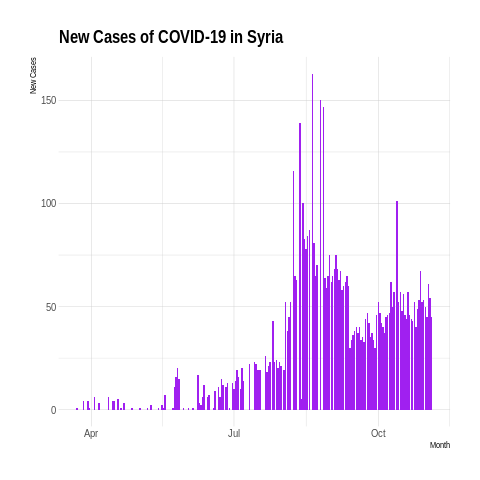 New Cases of COVID-19 in Syria
New Cases
150
100
50
0
Apr
Jul
Oct
Month